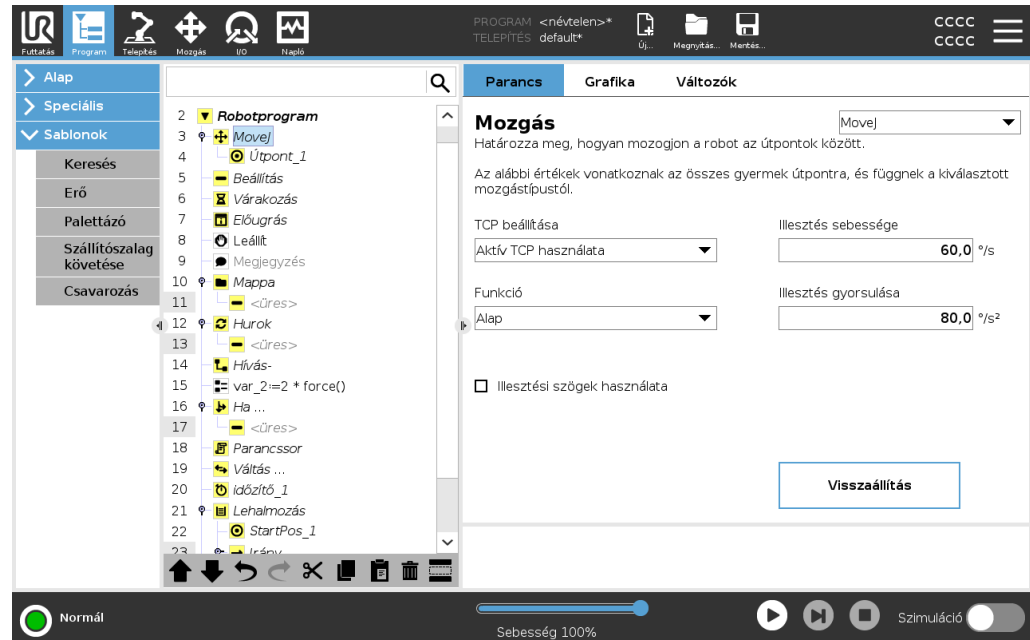 UR
Futtatás
Program
Telepítés
Mozgás
I/O
Napló
PROGRAM <névtelen>*
TELEPÍTÉS default*
Új...
Megnyitás...
Mentés...
cccc
cccc
Alap
Speciális
Sablonok
Keresés
Erő
Palettázó
Szállítószalag
követése
Csavarozás
2 Robotprogram
3 MoveJ
4 Útpont_1
5 Beállítás
6 Várakozás
7 Előugrás
8 Leállít
9 Megjegyzés
10 Mappa
11 <üres>
12 Hurok
13 <üres>
14 Hívás-
15 var_2:=2 * force()
16 Ha ...
17 <üres>
18 Parancssor
19 Váltás ...
20 időzítő_1
21 Lehalmozás
22 StartPos_1
23 Irány
Parancs
Grafika
Változók
Mozgás
MoveJ
Határozza meg, hogyan mozogjon a robot az útpontok között.
Az alábbi értékek vonatkoznak az összes gyermek útpontra, és függnek a kiválasztott
mozgástípustól.
TCP beállítása
Illesztés sebessége
Aktív TCP használata
60,0 °/s
Funkció
Illesztés gyorsulása
Alap
80,0 °/s²
Illesztési szögek használata
Visszaállítás
Normál
Sebesség 100%
Szimuláció